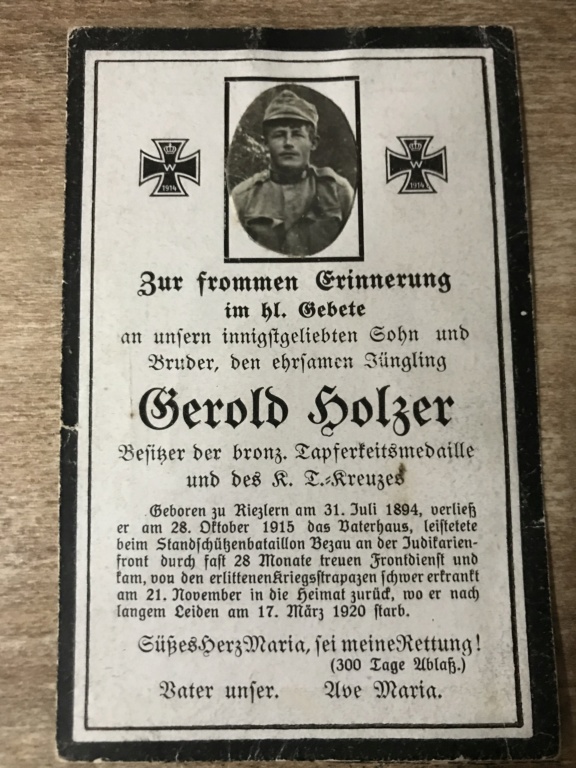 W
1914
W
1914
Zur frommen Erinnerung
im hl. Gebete
an unsern innigstgeliebten Sohn und
Bruder, den ehrsamen Jüngling
Gerold Holzer
Besitzer der bronz. Tapferkeitsmedaille
und des K. T.-Kreuzes
Geboren zu Riezlern am 31. Juli 1894, verließ
er am 28. Oktober 1915 das Vaterhaus, leistetete
beim Standschützenbataillon Bezau an der Judikarien-
front durch fast 28 Monate treuen Frontdienst und
kam, von den erlittenen Kriegsstrapazen schwer erkrankt
am 21. November in die Heimat zurück, wo er nach
langem Leiden am 17. März 1920 starb.
Süßes Herz Maria, sei meine Rettung!
(300 Tage Ablaß.)
Vater unser. Ave Maria.